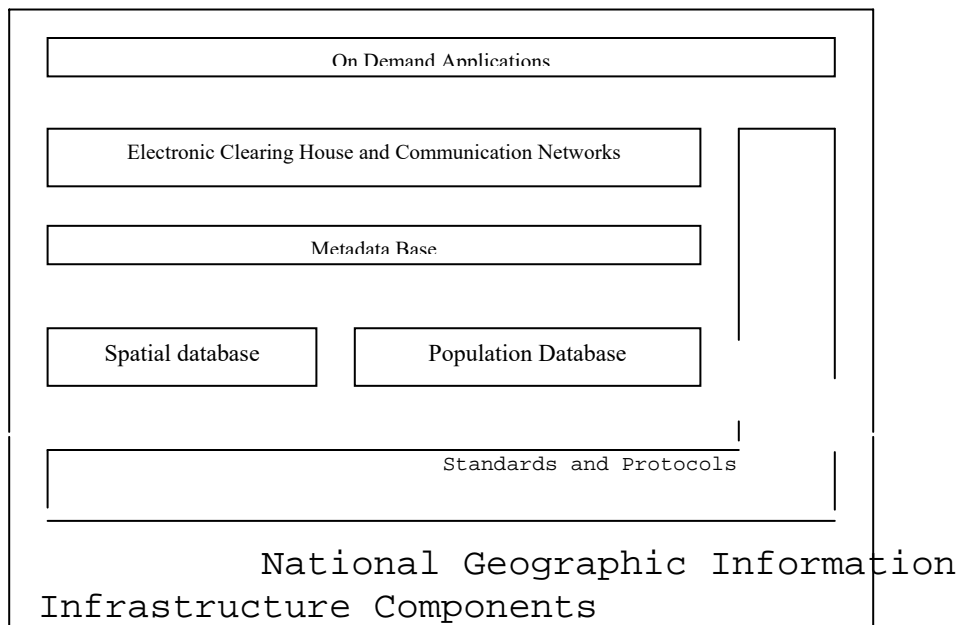 On Demand Applications
Electronic Clearing House and Communication Networks
Metadata Base
Spatial database
Population Database
Standards and Protocols
National Geographic Information
Infrastructure Components